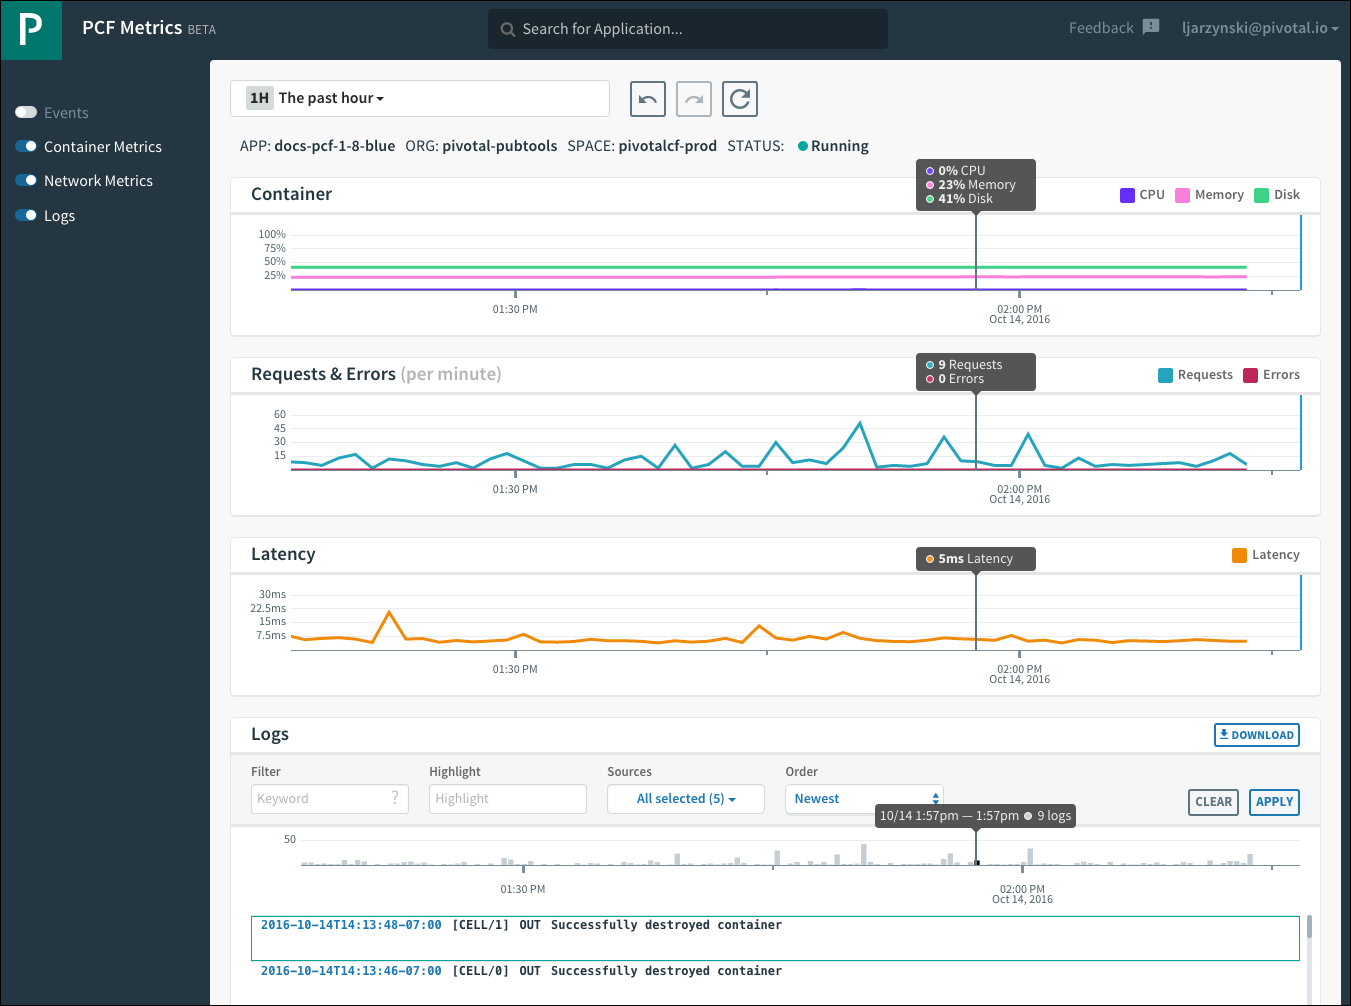 P PCF Metrics BETA Search for Application... Feedback ljarzynski@pivotal.io
Events
Container Metrics
Network Metrics
Logs
1H The past hour
APP: docs-pcf-1-8-blue ORG: pivotal-pubtools SPACE: pivotalcf-prod STATUS: Running
Container
0% CPU
23% Memory
41% Disk
CPU Memory Disk
100%
75%
50%
25%
01:30 PM 02:00 PM
Oct 14, 2016
Requests & Errors (per minute)
9 Requests
0 Errors
Requests Errors
60
45
30
15
01:30 PM 02:00 PM
Oct 14, 2016
Latency
5ms Latency
Latency
30ms
22.5ms
15ms
7.5ms
01:30 PM 02:00 PM
Oct 14, 2016
Logs DOWNLOAD
Filter Highlight Sources Order
Keyword ? Highlight All selected (5) Newest CLEAR APPLY
10/14 1:57pm — 1:57pm 9 logs
50
01:30 PM 02:00 PM
Oct 14, 2016
2016-10-14T14:13:48-07:00 [CELL/1] OUT Successfully destroyed container
2016-10-14T14:13:46-07:00 [CELL/0] OUT Successfully destroyed container